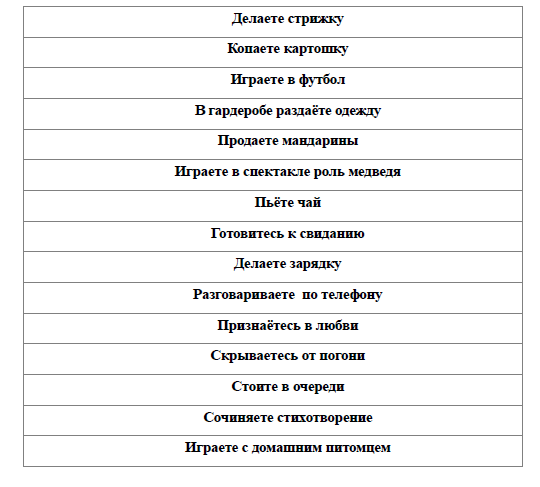 Делаете стрижку
Копаете картошку
Играете в футбол
В гардеробе раздаёте одежду
Продаете мандарины
Играете в спектакле роль медведя
Пьёте чай
Готовитесь к свиданию
Делаете зарядку
Разговариваете по телефону
Признаётесь в любви
Скрываетесь от погони
Стоите в очереди
Сочиняете стихотворение
Играете с домашним питомцем